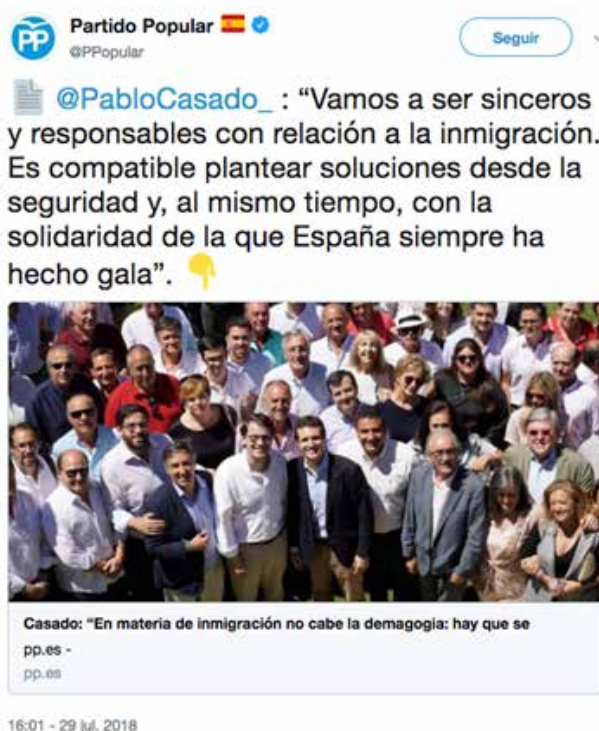 PP
Partido Popular
@PPopular
Seguir
@PabloCasado_ : “Vamos a ser sinceros
y responsables con relación a la inmigración.
Es compatible plantear soluciones desde la
seguridad y, al mismo tiempo, con la
solidaridad de la que España siempre ha
hecho gala”.
Casado: “En materia de inmigración no cabe la demagogia: hay que se
pp.es -
pp.es
16:01 - 29 jul. 2018